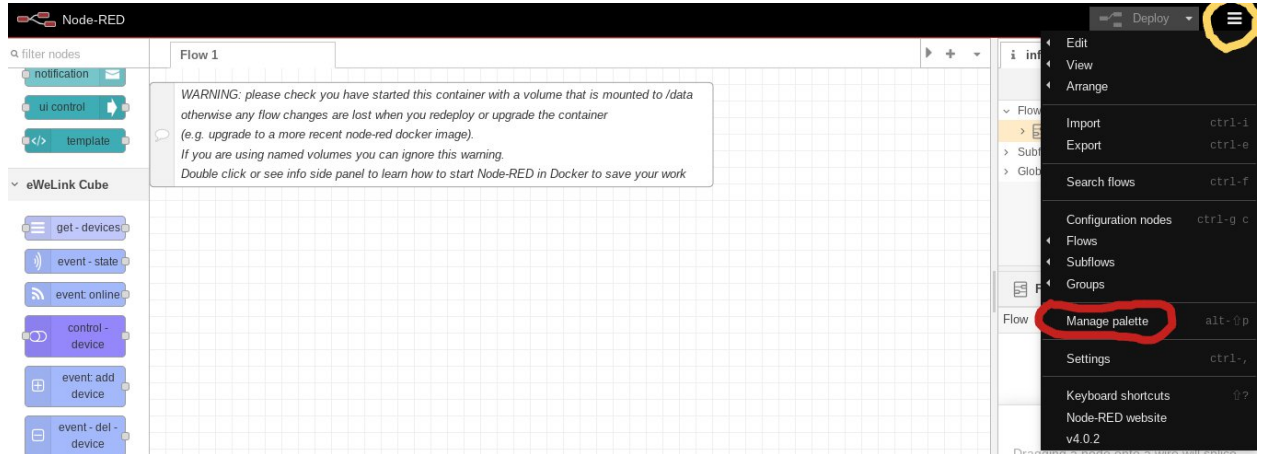 Node-RED
Deploy
filter nodes
Flow 1
notification
ui control
template
eWeLink Cube
get - devices
event - state
event: online
control -
device
event: add
device
event - del -
device
WARNING: please check you have started this container with a volume that is mounted to /data
otherwise any flow changes are lost when you redeploy or upgrade the container
(e.g. upgrade to a more recent node-red docker image).
If you are using named volumes you can ignore this warning.
Double click or see info side panel to learn how to start Node-RED in Docker to save your work
i inf
Flow
Subf
Glob
F
Flow
Edit
View
Arrange
Import ctrl-i
Export ctrl-e
Search flows ctrl-f
Configuration nodes ctrl-g c
Flows
Subflows
Groups
Manage palette alt-⇧p
Settings ctrl-,
Keyboard shortcuts ⇧?
Node-RED website
v4.0.2